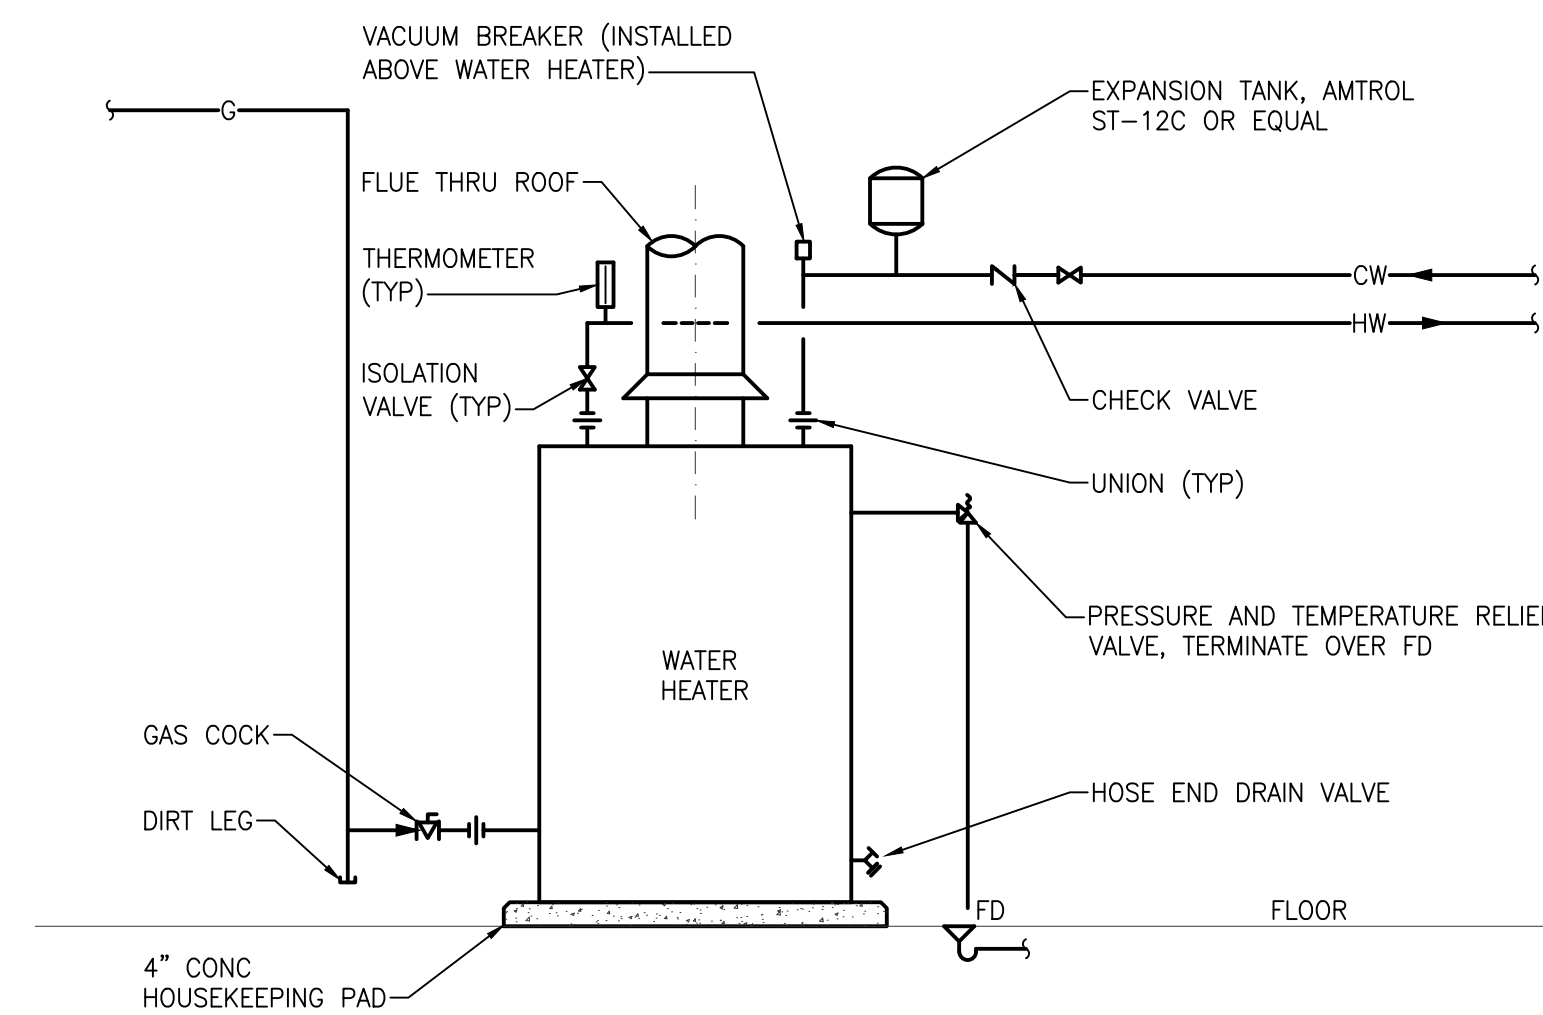 VACUUM BREAKER (INSTALLED
ABOVE WATER HEATER)
EXPANSION TANK, AMTROL
ST-12C OR EQUAL
G
FLUE THRU ROOF
THERMOMETER
(TYP)
CW
HW
ISOLATION
VALVE (TYP)
CHECK VALVE
UNION (TYP)
PRESSURE AND TEMPERATURE RELIE
VALVE, TERMINATE OVER FD
WATER
HEATER
GAS COCK
HOSE END DRAIN VALVE
DIRT LEG
FD
FLOOR
4" CONC
HOUSEKEEPING PAD